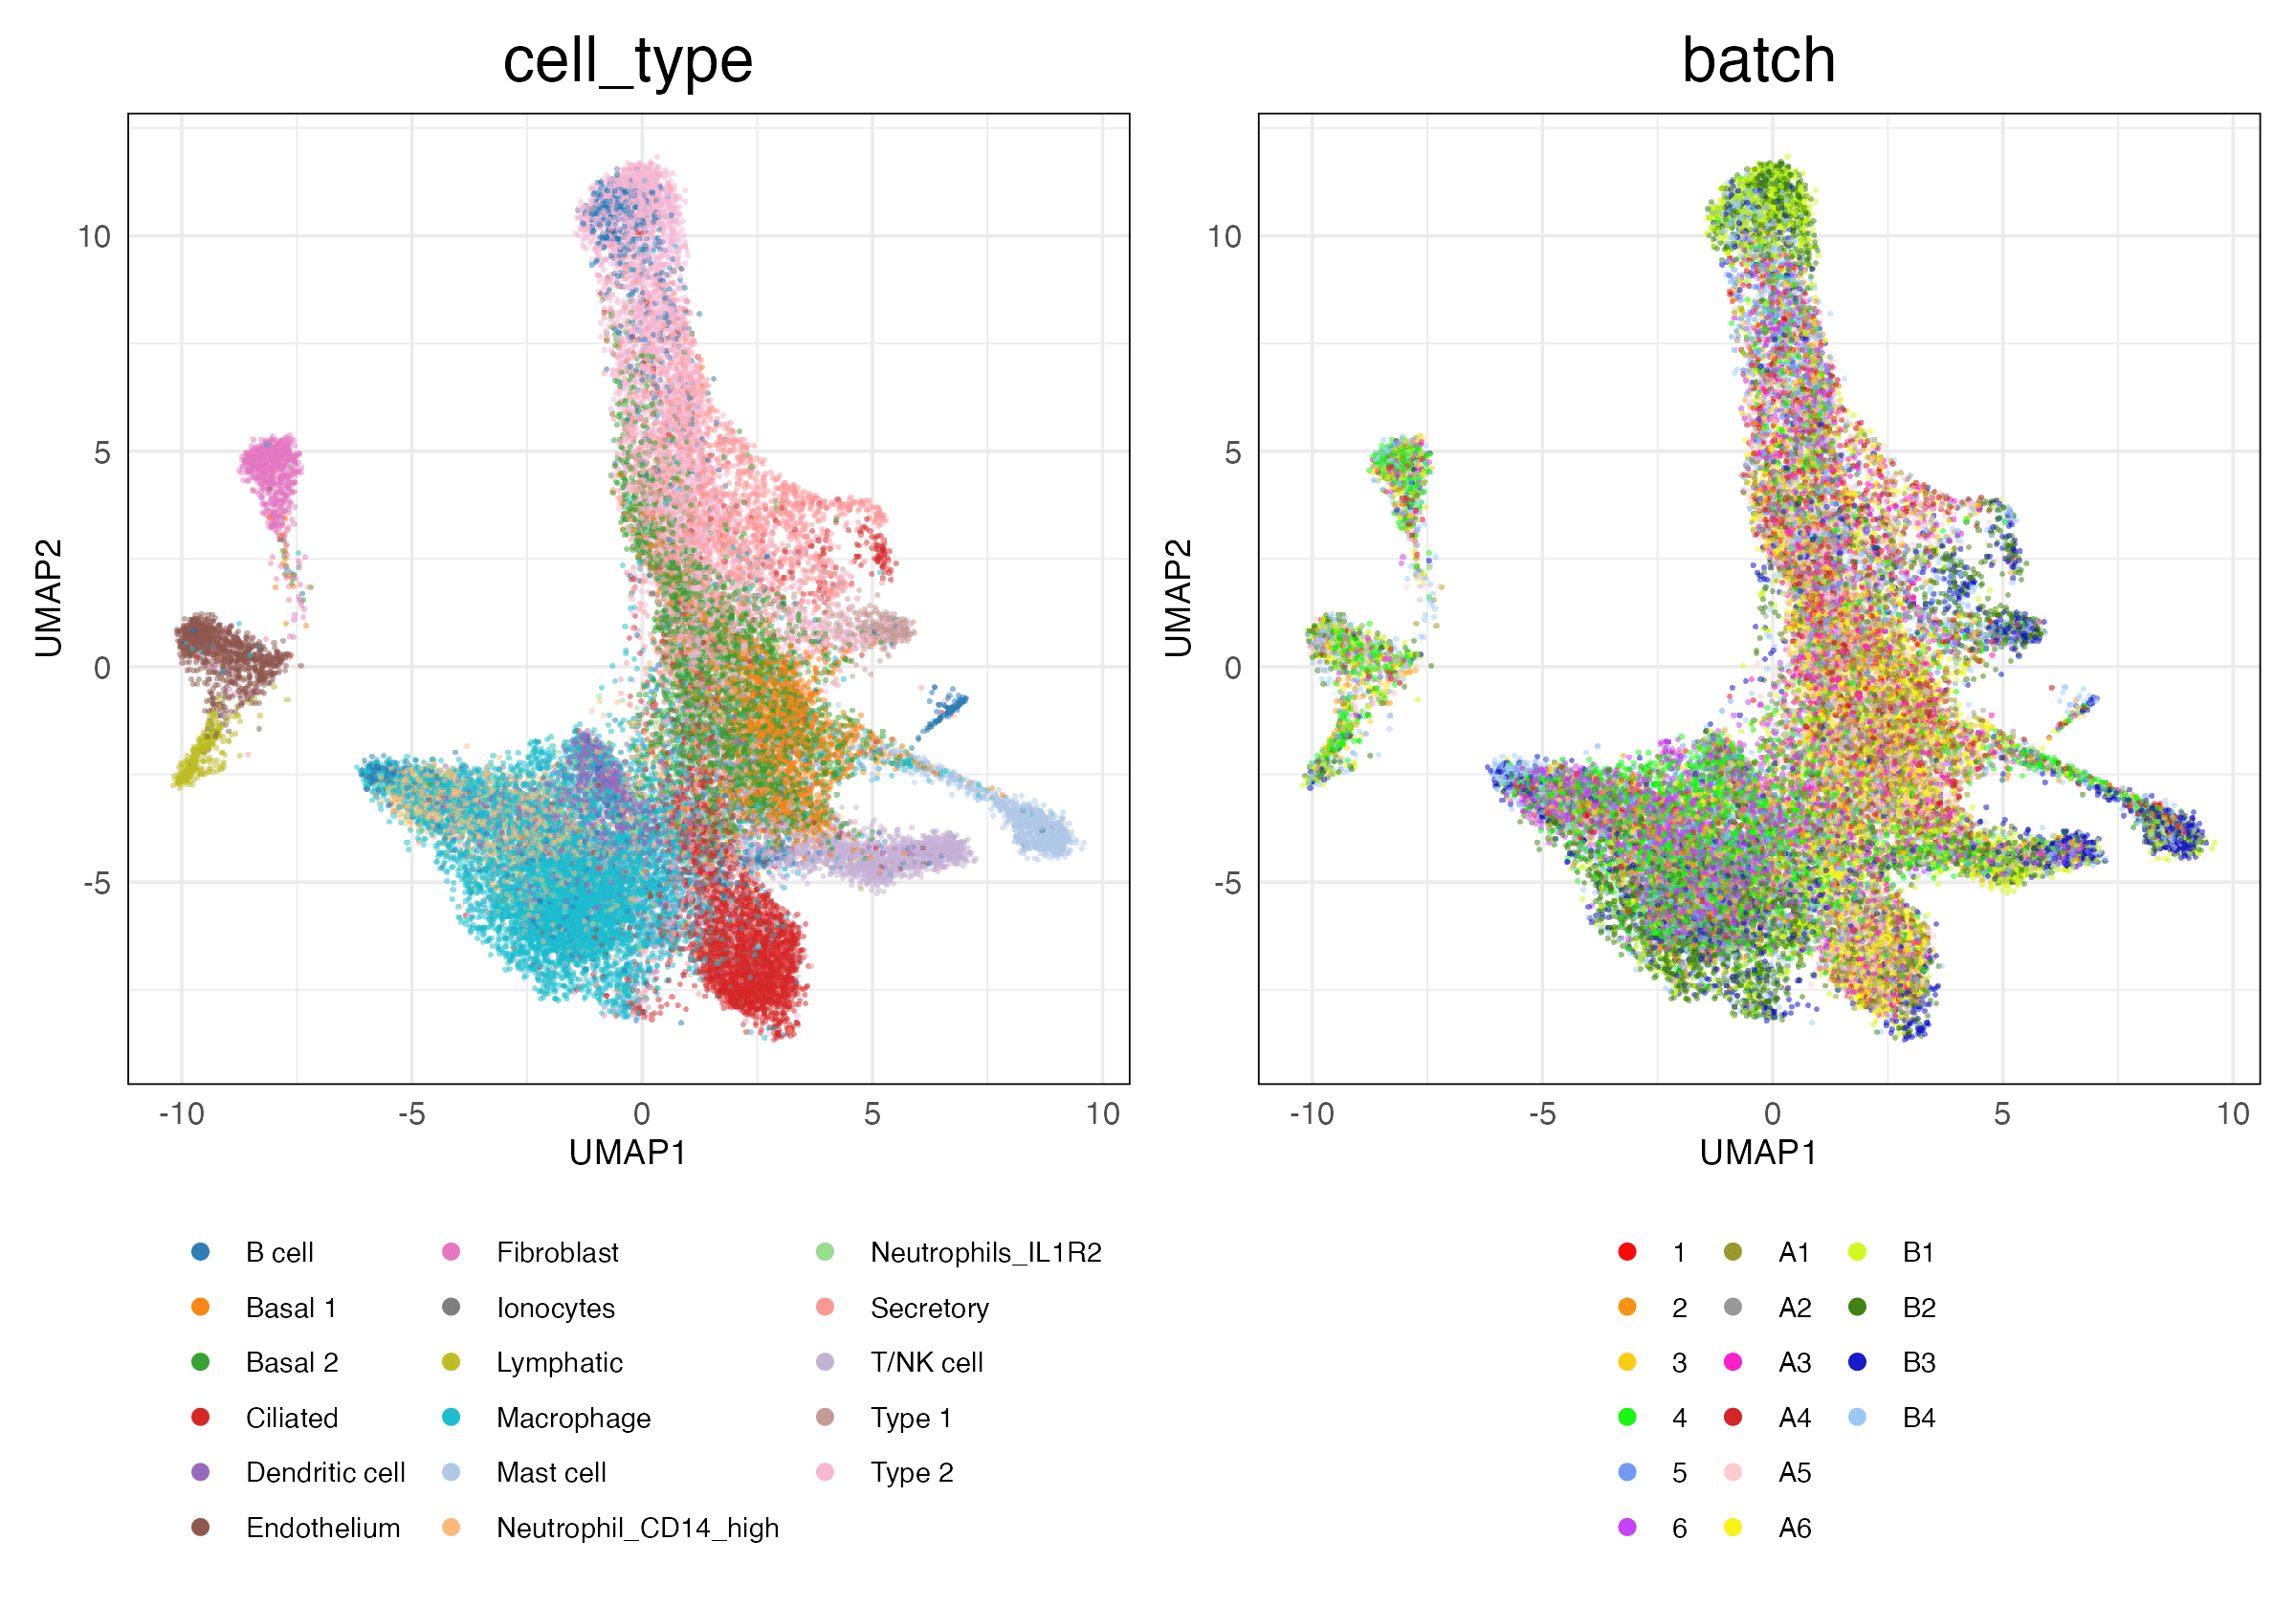 cell_type
batch
10
5
0
-5
UMAP2
-10 -5 0 5 10
UMAP1
10
5
0
-5
UMAP2
-10 -5 0 5 10
UMAP1
B cell Fibroblast Neutrophils_IL1R2
Basal 1 Ionocytes Secretory
Basal 2 Lymphatic T/NK cell
Ciliated Macrophage Type 1
Dendritic cell Mast cell Type 2
Endothelium Neutrophil_CD14_high
1 A1 B1
2 A2 B2
3 A3 B3
4 A4 B4
5 A5
6 A6